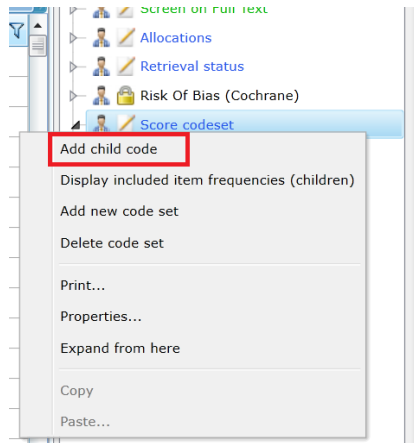 Screen on Full Text
Allocations
Retrieval status
Risk Of Bias (Cochrane)
Score codeset
Add child code
Display included item frequencies (children)
Add new code set
Delete code set
Print...
Properties...
Expand from here
Copy
Paste...